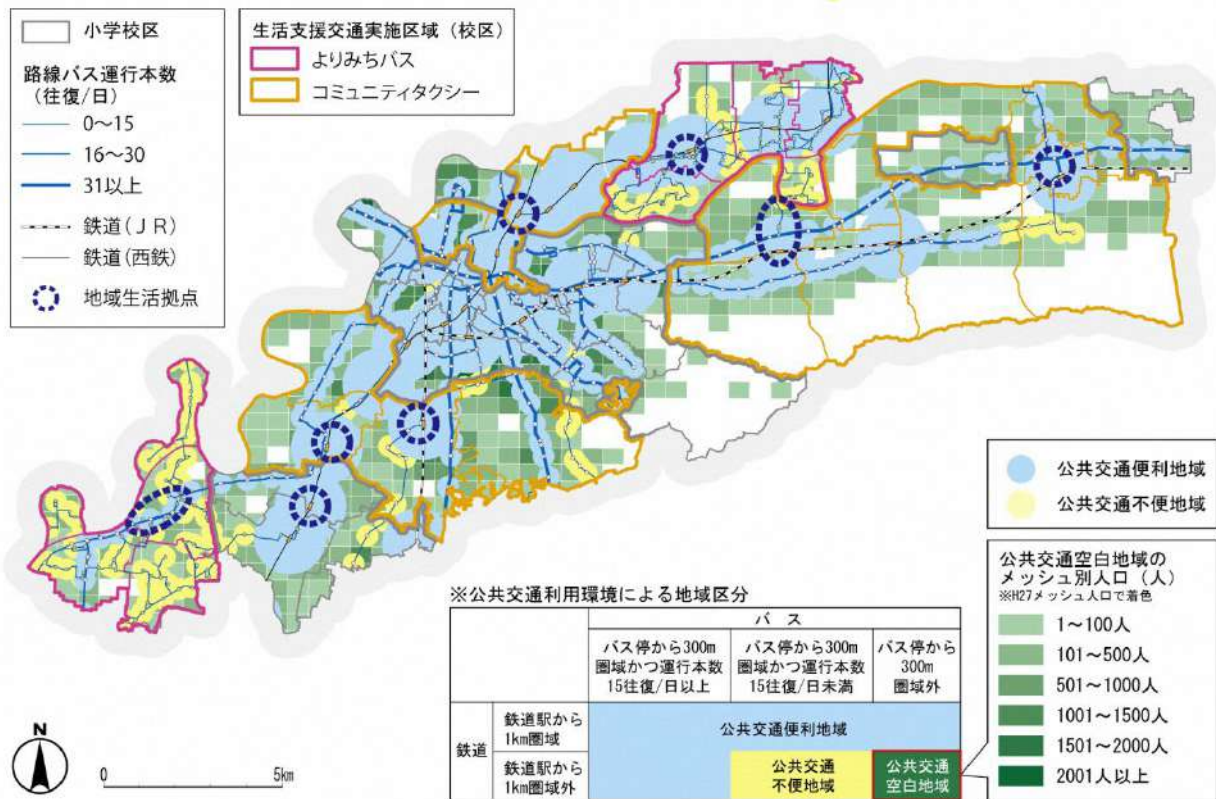 小学校区
路線バス運行本数
(往復/日)
0～15
16～30
31以上
鉄道(JR)
鉄道(西鉄)
地域生活拠点
生活支援交通実施区域(校区)
よりみちバス
コミュニティタクシー
公共交通便利地域
公共交通不便地域
公共交通空白地域の
メッシュ別人口(人)
※H27メッシュ人口で着色
1～100人
101～500人
501～1000人
1001～1500人
1501～2000人
2001人以上
※公共交通利用環境による地域区分
バス
バス停から300m
圏域かつ運行本数
15往復/日以上
バス停から300m
圏域かつ運行本数
15往復/日未満
バス停から
300m
圏域外
鉄道
鉄道駅から
1km圏域
公共交通便利地域
鉄道駅から
1km圏域外
公共交通
不便地域
公共交通
空白地域
N
0 5km